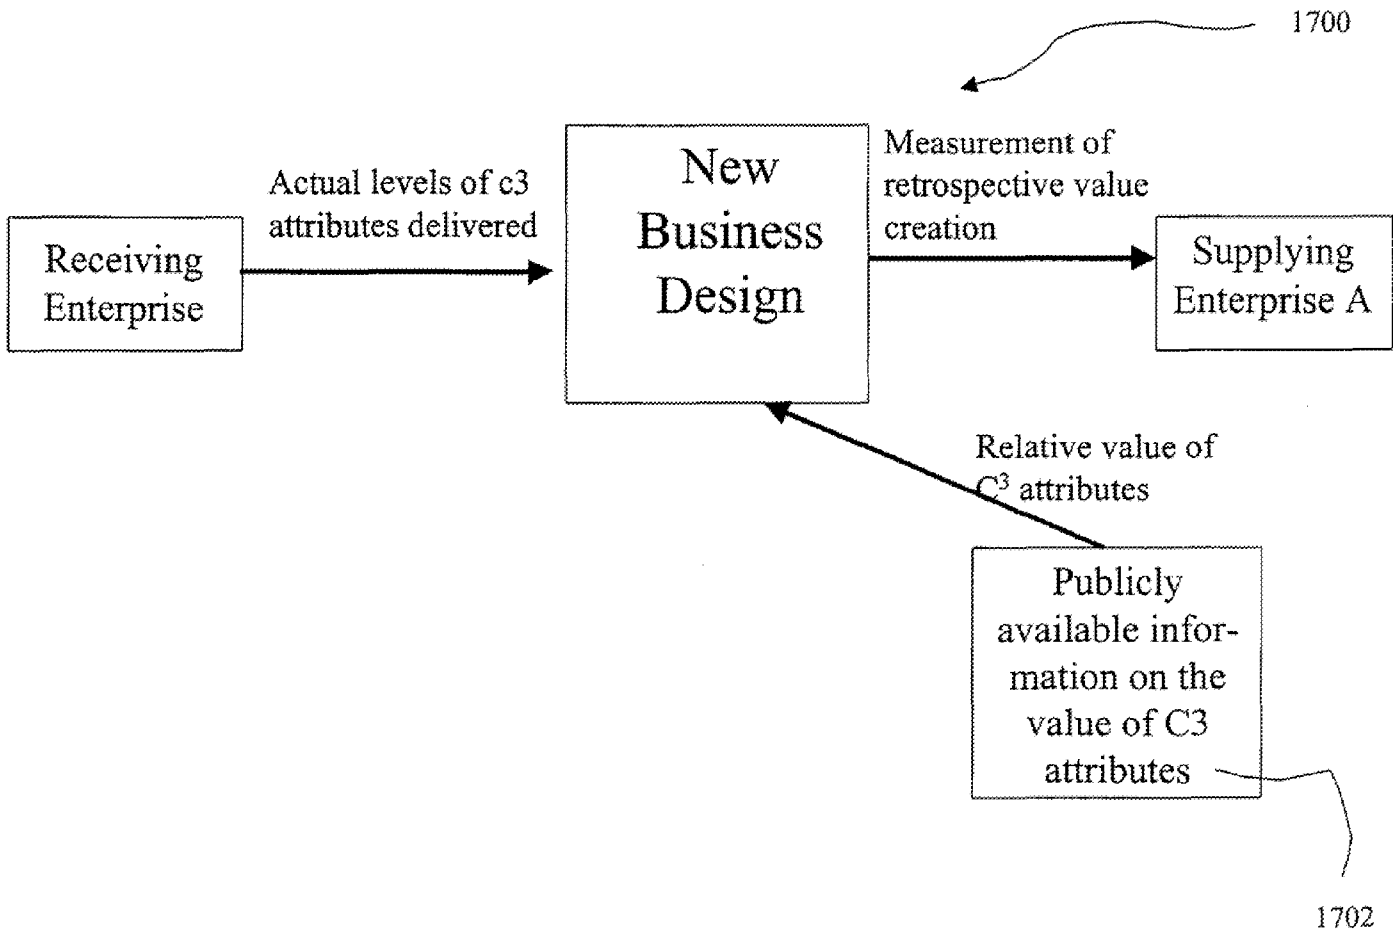 1700
Actual levels of c3
attributes delivered
Receiving
Enterprise
New
Business
Design
Measurement of
retrospective value
creation
Supplying
Enterprise A
Relative value of
C³ attributes
Publicly
available infor-
mation on the
value of C3
attributes
1702